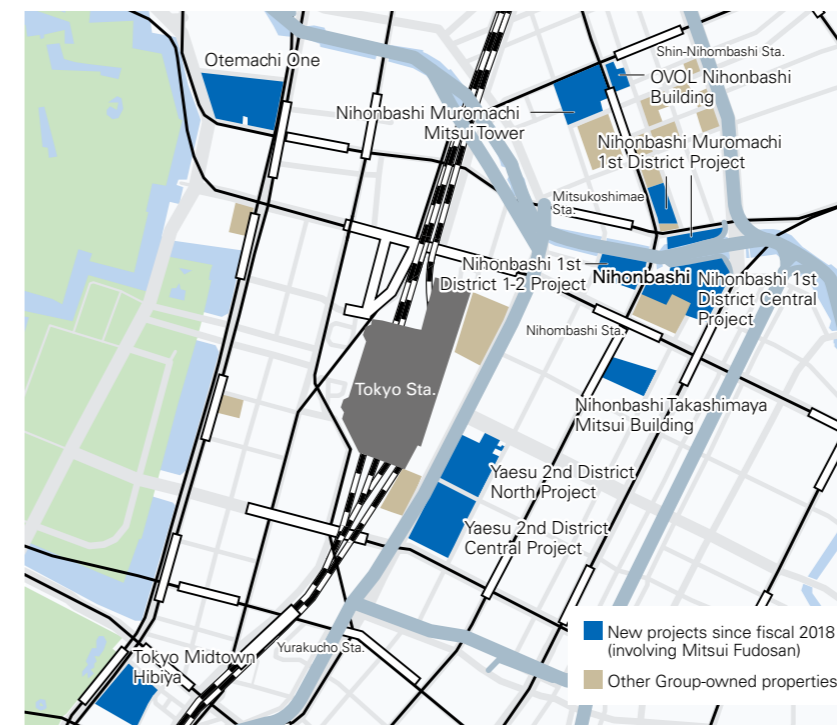 Otemachi One
Shin-Nihombashi Sta.
OVOL Nihonbashi
Building
Nihonbashi Muromachi
Mitsui Tower
Nihonbashi Muromachi
1st District Project
Mitsukoshimae
Sta.
Nihonbashi 1st
District 1-2 Project
Nihonbashi
Nihonbashi 1st
District Central
Project
Nihombashi Sta.
Tokyo Sta.
Nihonbashi Takashimaya
Mitsui Building
Yaesu 2nd District
North Project
Yaesu 2nd District
Central Project
Yurakucho Sta.
Tokyo Midtown
Hibiya
New projects since fiscal 2018
(involving Mitsui Fudosan)
Other Group-owned properties